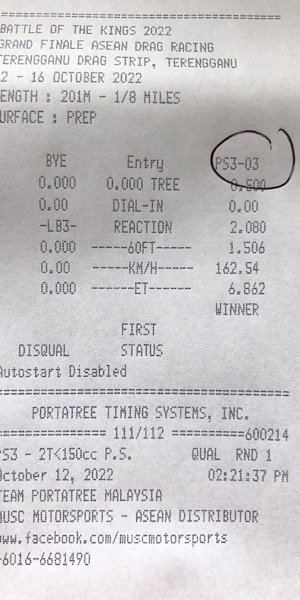 ================================
BATTLE OF THE KINGS 2022
GRAND FINALE ASEAN DRAG RACING
TERENGGANU DRAG STRIP, TERENGGANU
2 - 16 OCTOBER 2022
ENGTH : 201M - 1/8 MILES
URFACE : PREP
BYE Entry PS3-03
0.000 0.000 TREE 0.500
0.00 DIAL-IN 0.00
-LB3- REACTION 2.080
0.000 ------60FT------ 1.506
0.00 ------KM/H------ 162.54
0.000 -------ET------- 6.862
WINNER
FIRST
DISQUAL STATUS
Autostart Disabled
================================
PORTATREE TIMING SYSTEMS, INC.
============ 111/112 ==========600214
PS3 - 2T<150cc P.S. QUAL RND 1
October 12, 2022 02:21:37 PM
TEAM PORTATREE MALAYSIA
MUSC MOTORSPORTS - ASEAN DISTRIBUTOR
www.facebook.com/muscmotorsports
-6016-6681490